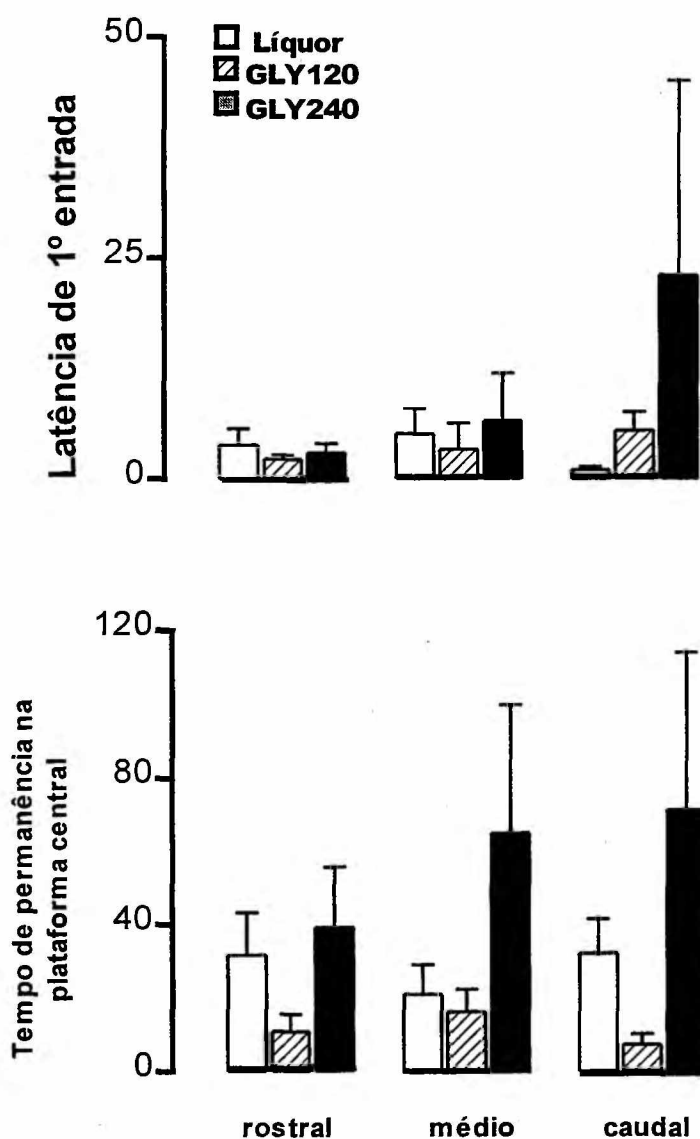 50
Líquor
GLY120
GLY240
25
0
Latência de 1º entrada
120
80
40
0
Tempo de permanência na
plataforma central
rostral médio caudal